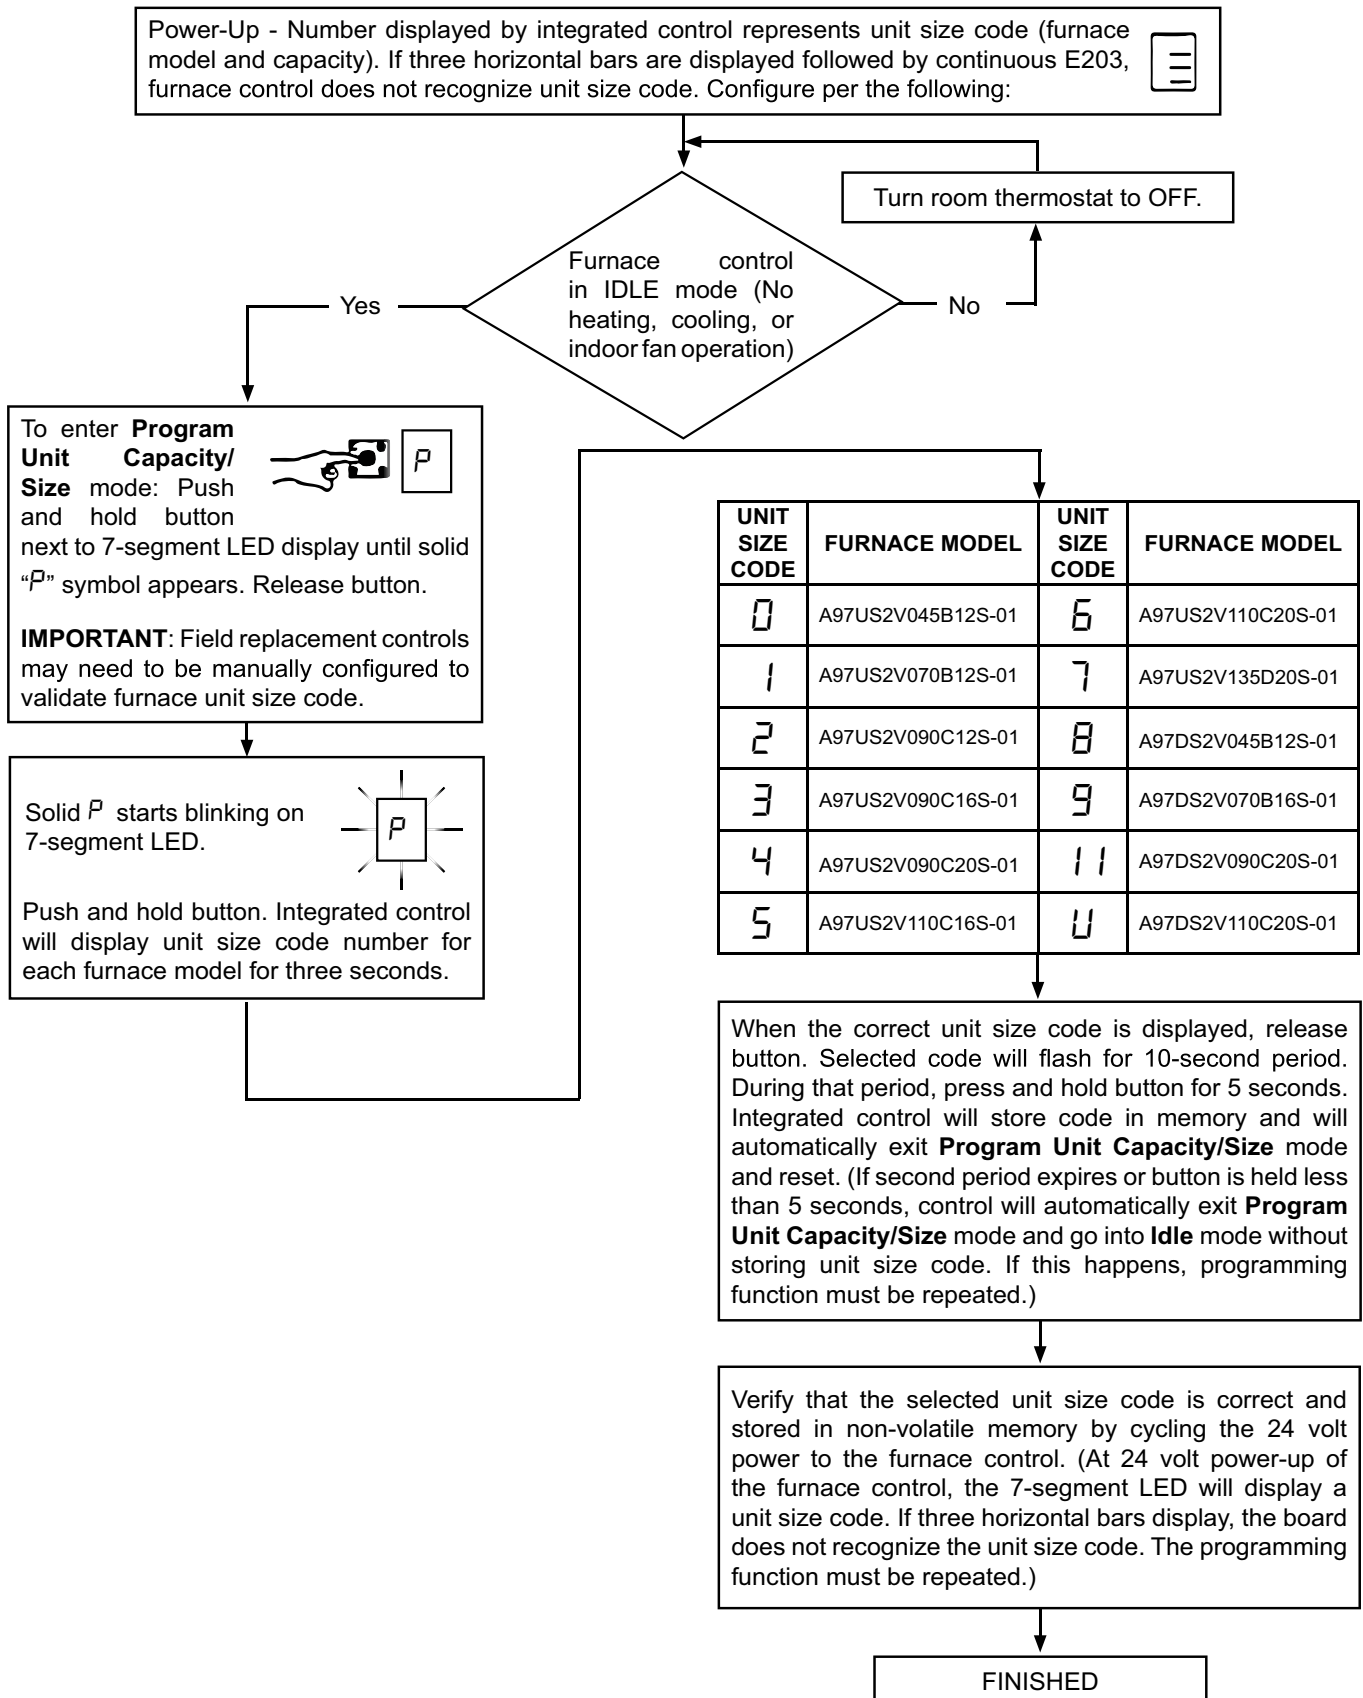 Power-Up - Number displayed by integrated control represents unit size code (furnace
model and capacity). If three horizontal bars are displayed followed by continuous E203,
furnace control does not recognize unit size code. Configure per the following:
Turn room thermostat to OFF.
Furnace control
in IDLE mode (No
heating, cooling, or
indoor fan operation)
Yes
No
To enter Program
Unit Capacity/
Size mode: Push
and hold button
next to 7-segment LED display until solid
“P” symbol appears. Release button.
P
IMPORTANT: Field replacement controls
may need to be manually configured to
validate furnace unit size code.
Solid P starts blinking on
7-segment LED.
P
Push and hold button. Integrated control
will display unit size code number for
each furnace model for three seconds.
UNIT SIZE CODE FURNACE MODEL UNIT SIZE CODE FURNACE MODEL
0 A97US2V045B12S-01 6 A97US2V110C20S-01
1 A97US2V070B12S-01 7 A97US2V135D20S-01
2 A97US2V090C12S-01 8 A97DS2V045B12S-01
3 A97US2V090C16S-01 9 A97DS2V070B16S-01
4 A97US2V090C20S-01 11 A97DS2V090C20S-01
5 A97US2V110C16S-01 U A97DS2V110C20S-01
When the correct unit size code is displayed, release
button. Selected code will flash for 10-second period.
During that period, press and hold button for 5 seconds.
Integrated control will store code in memory and will
automatically exit Program Unit Capacity/Size mode
and reset. (If second period expires or button is held less
than 5 seconds, control will automatically exit Program
Unit Capacity/Size mode and go into Idle mode without
storing unit size code. If this happens, programming
function must be repeated.)
Verify that the selected unit size code is correct and
stored in non-volatile memory by cycling the 24 volt
power to the furnace control. (At 24 volt power-up of
the furnace control, the 7-segment LED will display a
unit size code. If three horizontal bars display, the board
does not recognize the unit size code. The programming
function must be repeated.)
FINISHED